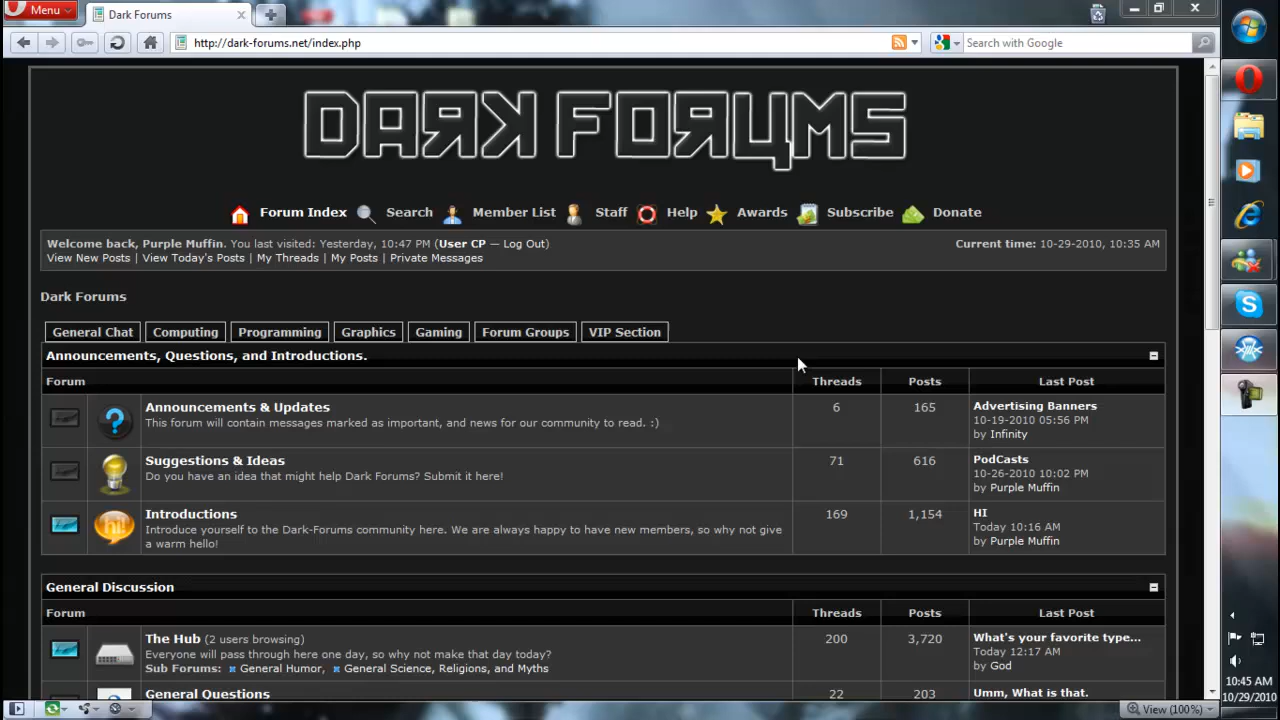 Menu
Dark Forums
http://dark-forums.net/index.php
Search with Google
DARK FORUMS
Forum Index Search Member List Staff Help Awards Subscribe Donate
Welcome back, Purple Muffin. You last visited: Yesterday, 10:47 PM (User CP — Log Out) Current time: 10-29-2010, 10:35 AM
View New Posts | View Today's Posts | My Threads | My Posts | Private Messages
Dark Forums
General Chat Computing Programming Graphics Gaming Forum Groups VIP Section
Announcements, Questions, and Introductions.
Forum Threads Posts Last Post
Announcements & Updates 6 165 Advertising Banners
This forum will contain messages marked as important, and news for our community to read. :) 10-19-2010 05:56 PM
by Infinity
Suggestions & Ideas 71 616 PodCasts
Do you have an idea that might help Dark Forums? Submit it here! 10-26-2010 10:02 PM
by Purple Muffin
Introductions 169 1,154 HI
Introduce yourself to the Dark-Forums community here. We are always happy to have new members, so why not give Today 10:16 AM
a warm hello! by Purple Muffin
hi!
General Discussion
Forum Threads Posts Last Post
The Hub (2 users browsing) 200 3,720 What's your favorite type...
Everyone will pass through here one day, so why not make that day today? Today 12:17 AM
Sub Forums: General Humor, General Science, Religions, and Myths by God
General Questions 22 203 Umm, What is that.
View (100%)
10:45 AM
10/29/2010